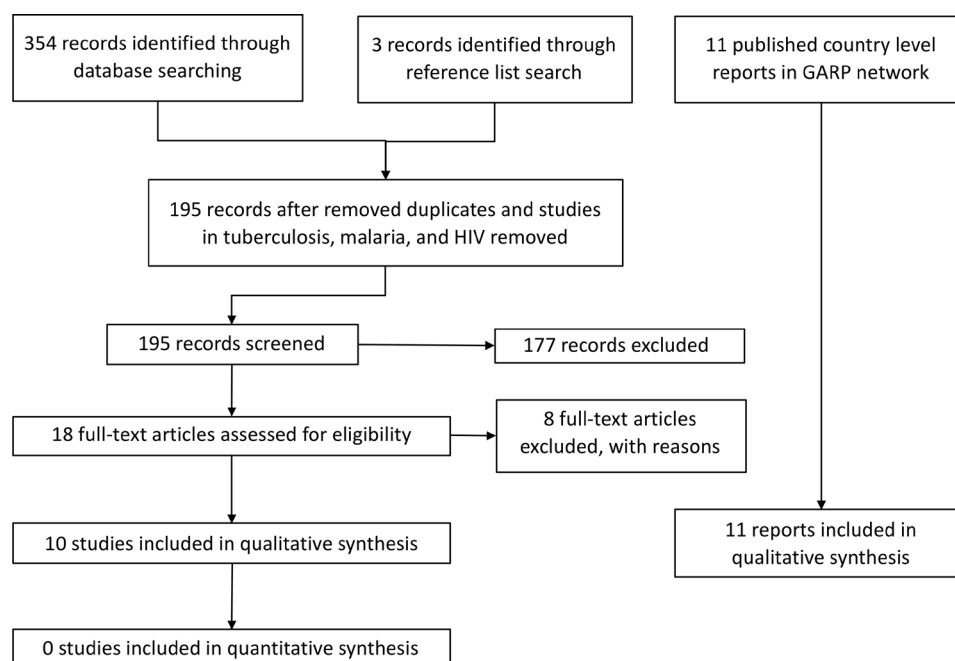 354 records identified through
database searching
3 records identified through
reference list search
11 published country level
reports in GARP network
195 records after removed duplicates and studies
in tuberculosis, malaria, and HIV removed
195 records screened
177 records excluded
18 full-text articles assessed for eligibility
8 full-text articles
excluded, with reasons
10 studies included in qualitative synthesis
11 reports included in
qualitative synthesis
0 studies included in quantitative synthesis